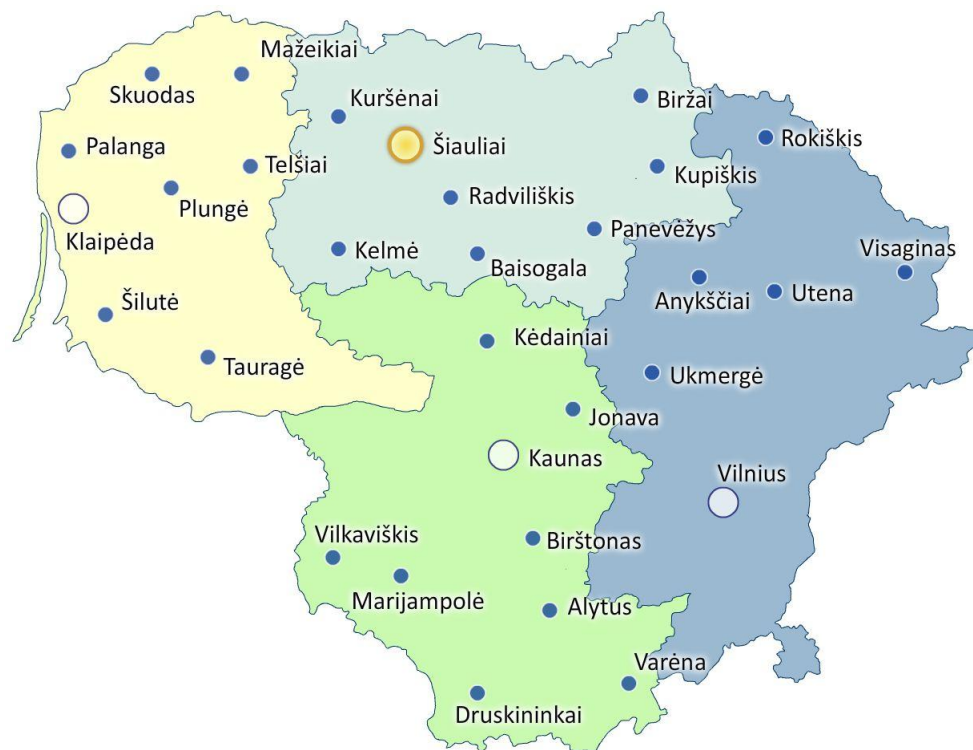 Mažeikiai
Skuodas
Kuršėnai
Biržai
Rokiškis
Palanga
Šiauliai
Telšiai
Kupiškis
Plungė
Radviliškis
Klaipėda
Panevėžys
Kelmė
Baisogala
Visaginas
Anykščiai
Utena
Šilutė
Kėdainiai
Tauragė
Ukmergė
Jonava
Kaunas
Vilnius
Vilkaviškis
Birštonas
Marijampolė
Alytus
Varėna
Druskininkai